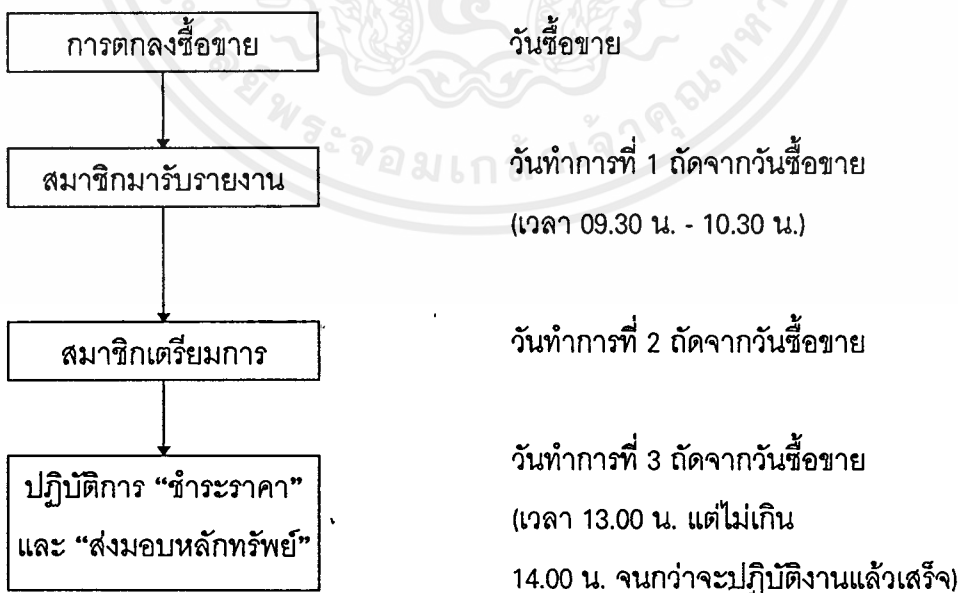 การตกลงซื้อขาย
วันซื้อขาย
สมาชิกมารับรายงาน
วันทำการที่ 1 ถัดจากวันซื้อขาย
(เวลา 09.30 น. - 10.30 น.)
สมาชิกเตรียมการ
วันทำการที่ 2 ถัดจากวันซื้อขาย
ปฏิบัติการ “ชำระราคา”
และ “ส่งมอบหลักทรัพย์”
วันทำการที่ 3 ถัดจากวันซื้อขาย
(เวลา 13.00 น. แต่ไม่เกิน
14.00 น. จนกว่าจะปฏิบัติงานแล้วเสร็จ)